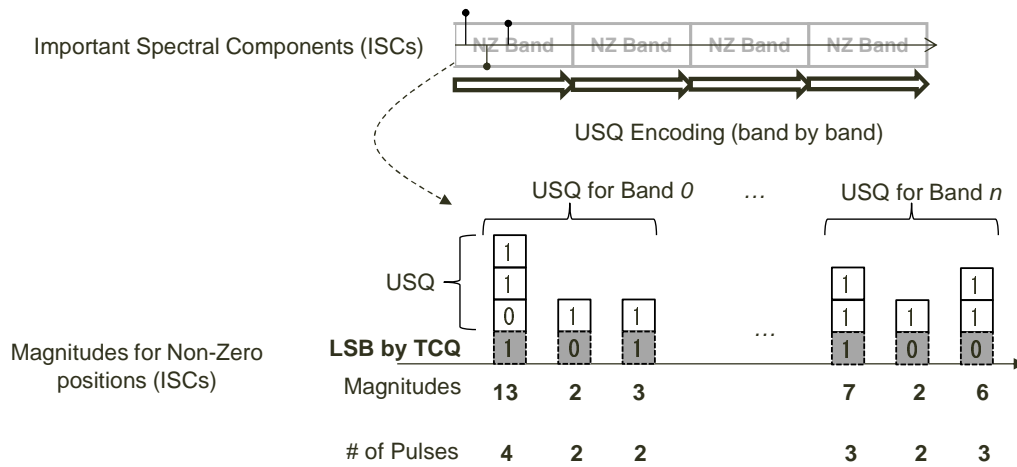 Important Spectral Components (ISCs)
NZ Band NZ Band NZ Band NZ Band
USQ Encoding (band by band)
USQ for Band 0 ... USQ for Band n
USQ
1
1 1 1
0 1 1 ... 1 1 1
LSB by TCQ 1 0 1 1 0 0
Magnitudes for Non-Zero
positions (ISCs)
Magnitudes 13 2 3 7 2 6
# of Pulses 4 2 2 3 2 3